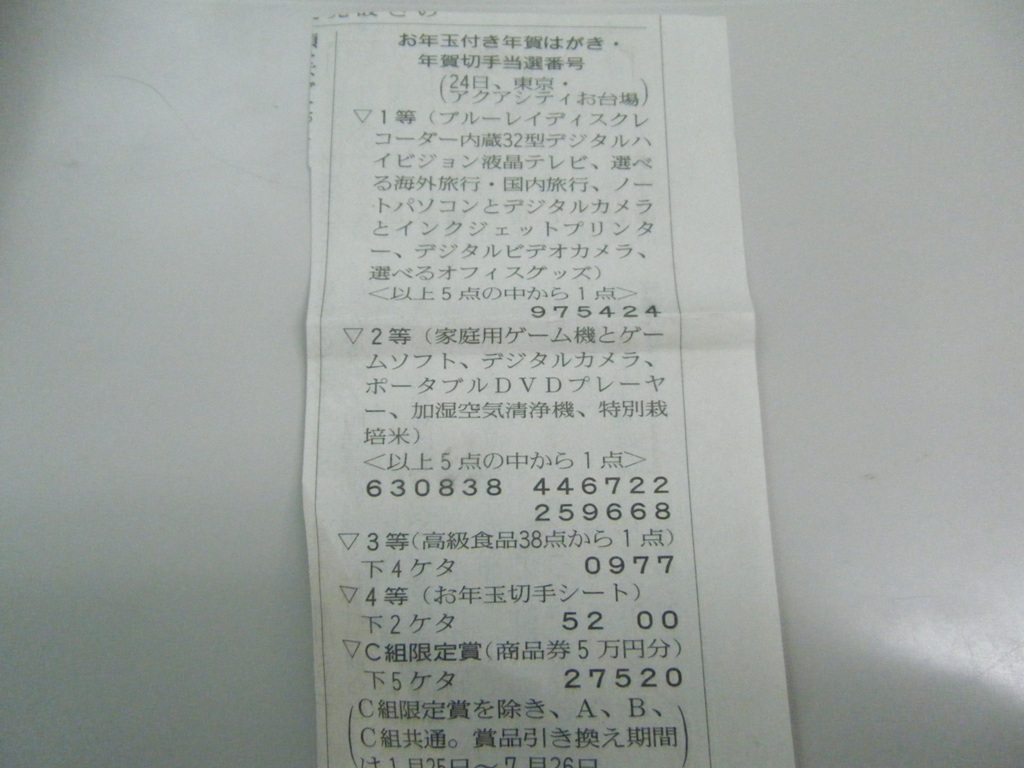 お年玉付き年賀はがき・
年賀切手当選番号
(24日、東京・
アクアシティお台場)
▽1等(ブルーレイディスクレ
コーダー内蔵32型デジタルハ
イビジョン液晶テレビ、選べ
る海外旅行・国内旅行、ノー
トパソコンとデジタルカメラ
とインクジェットプリンタ
ー、デジタルビデオカメラ、
選べるオフィスグッズ)
<以上5点の中から1点>
975424
▽2等(家庭用ゲーム機とゲー
ムソフト、デジタルカメラ、
ポータブルDVDプレーヤ
ー、加湿空気清浄機、特別栽
培米)
<以上5点の中から1点>
630838 446722
259668
▽3等(高級食品38点から1点)
下4ケタ 0977
▽4等(お年玉切手シート)
下2ケタ 52 00
▽C組限定賞(商品券5万円分)
下5ケタ 27520
(C組限定賞を除き、A、B、
C組共通。賞品引き換え期間
は1月25日〜7月26日